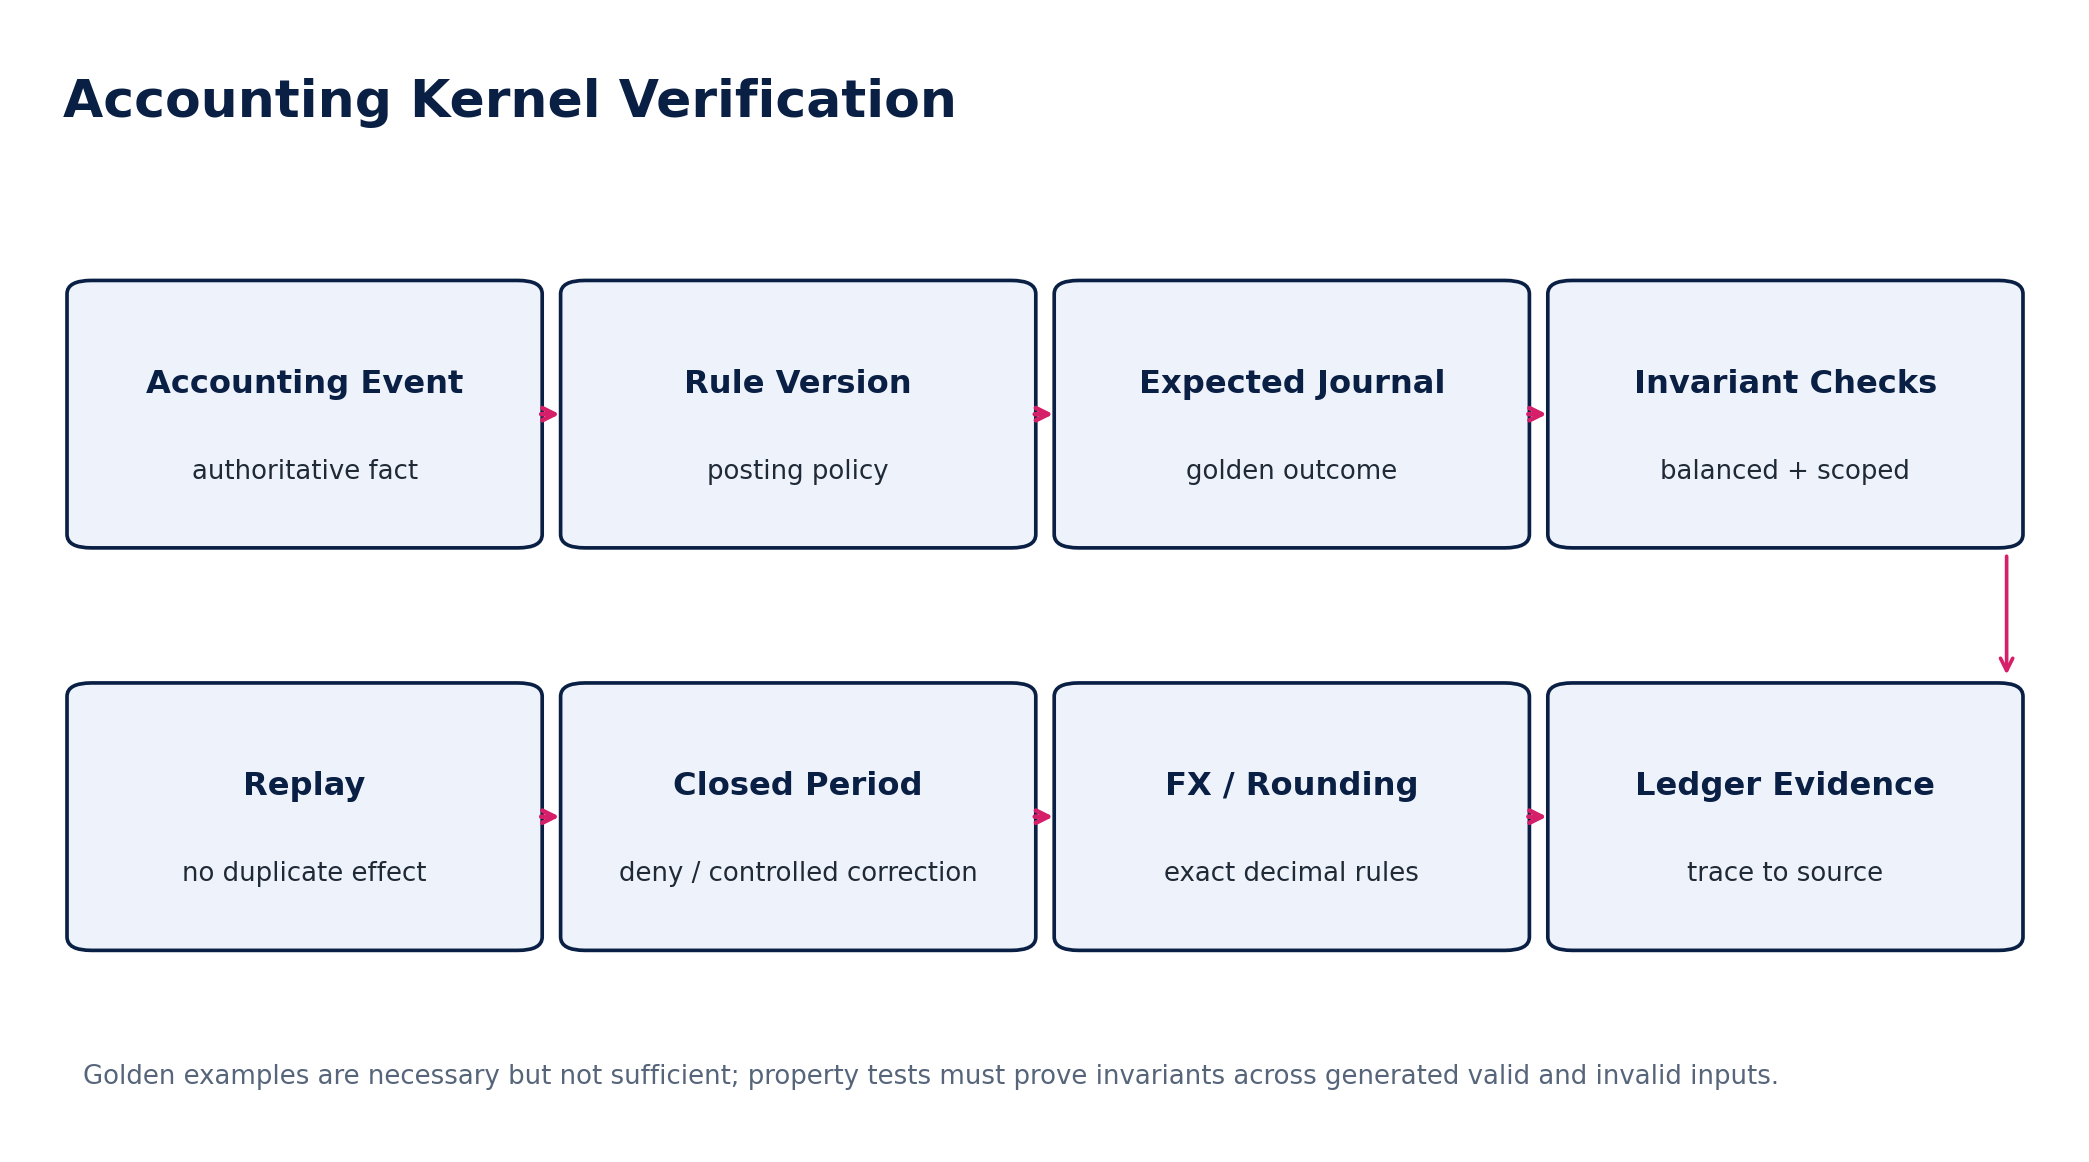 Accounting Kernel Verification
Accounting Event
authoritative fact
Rule Version
posting policy
Expected Journal
golden outcome
Invariant Checks
balanced + scoped
Replay
no duplicate effect
Closed Period
deny / controlled correction
FX / Rounding
exact decimal rules
Ledger Evidence
trace to source
Golden examples are necessary but not sufficient; property tests must prove invariants across generated valid and invalid inputs.